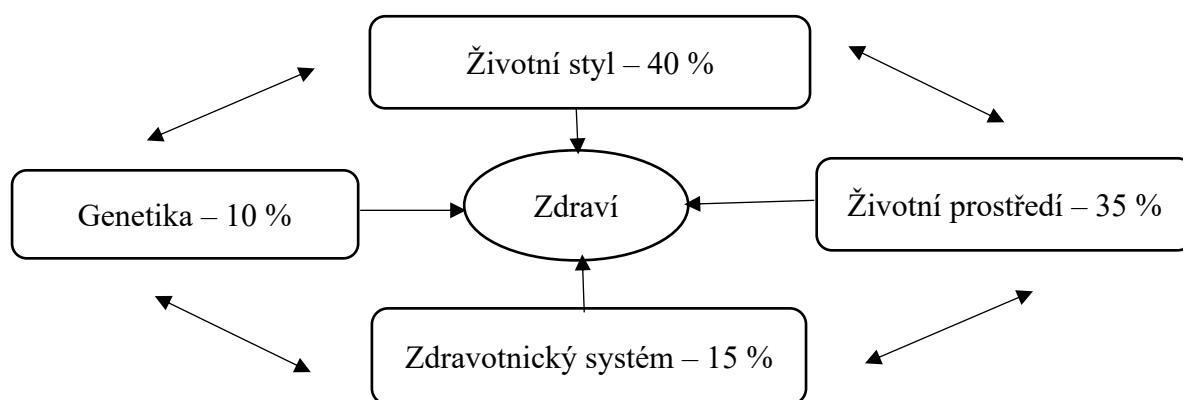 Životní styl – 40 %
Genetika – 10 %
Zdraví
Životní prostředí – 35 %
Zdravotnický systém – 15 %